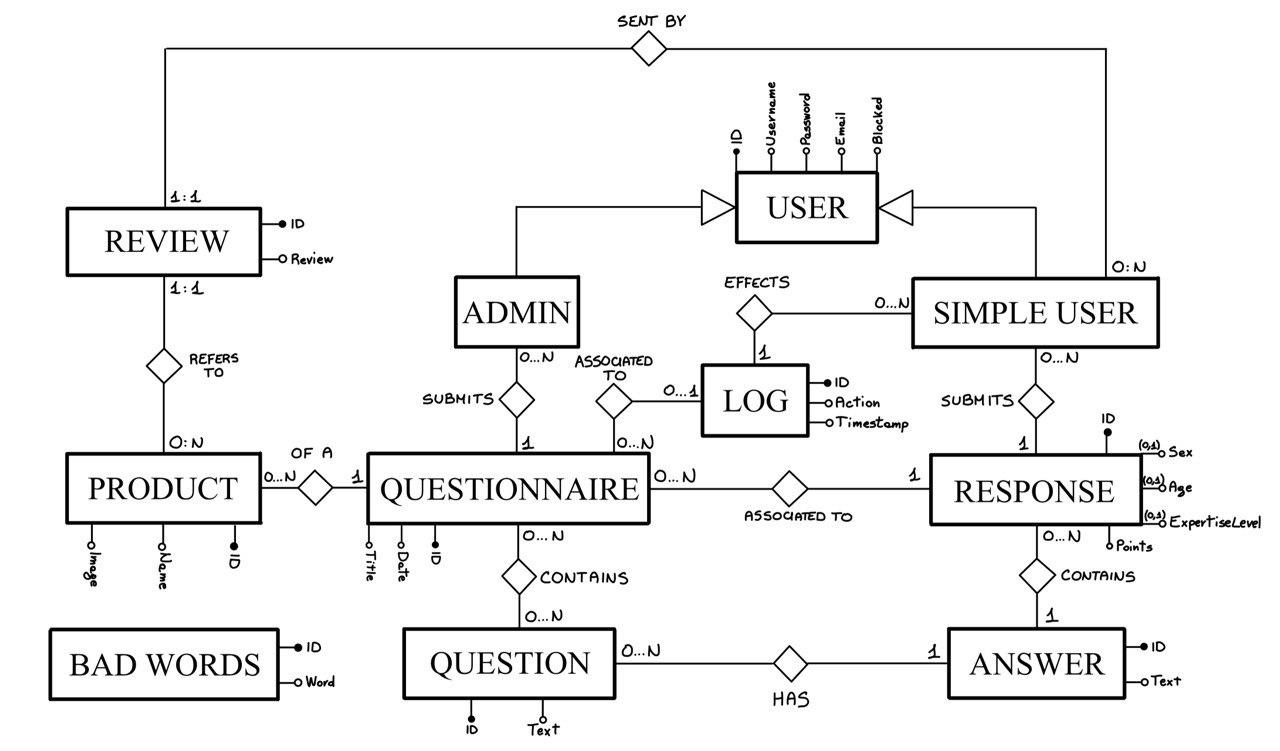 SENT BY
ID
Username
Password
Email
Blocked
1:1
REVIEW
ID
Review
1:1
USER
0:N
ADMIN
EFFECTS
0...N
SIMPLE USER
0...N
1
0...N
REFERS
TO
ASSOCIATED
TO
0...1
LOG
ID
Action
Timestamp
SUBMITS
SUBMITS
0:N
1
0...N
1
ID
OF A
PRODUCT
0...N
1
QUESTIONNAIRE
0...N
ASSOCIATED TO
1
RESPONSE
(0,1)
Sex
(0,1)
Age
(0,1)
ExpertiseLevel
Image
Name
ID
Title
Date
ID
0...N
0...N
Points
CONTAINS
CONTAINS
0...N
1
BAD WORDS
ID
Word
QUESTION
0...N
HAS
1
ANSWER
ID
Text
ID
Text